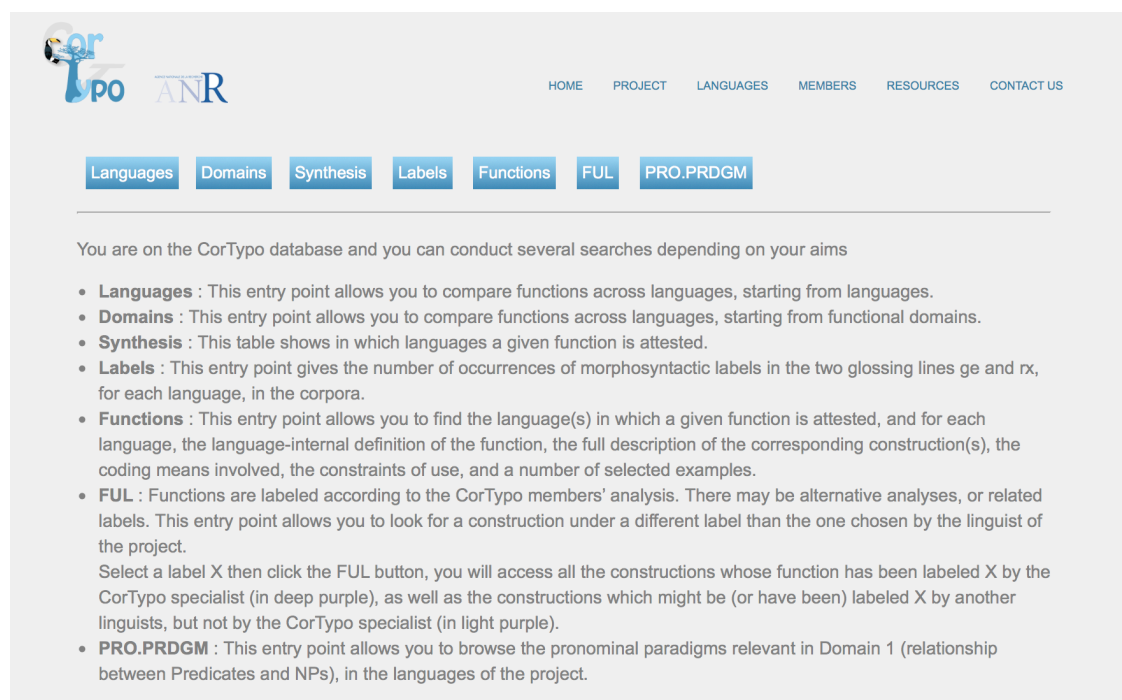 Cor
Typo
ANR
HOME PROJECT LANGUAGES MEMBERS RESOURCES CONTACT US
Languages Domains Synthesis Labels Functions FUL PRO.PRDGM
You are on the CorTypo database and you can conduct several searches depending on your aims
• Languages : This entry point allows you to compare functions across languages, starting from languages.
• Domains : This entry point allows you to compare functions across languages, starting from functional domains.
• Synthesis : This table shows in which languages a given function is attested.
• Labels : This entry point gives the number of occurrences of morphosyntactic labels in the two glossing lines ge and rx,
for each language, in the corpora.
• Functions : This entry point allows you to find the language(s) in which a given function is attested, and for each
language, the language-internal definition of the function, the full description of the corresponding construction(s), the
coding means involved, the constraints of use, and a number of selected examples.
• FUL : Functions are labeled according to the CorTypo members' analysis. There may be alternative analyses, or related
labels. This entry point allows you to look for a construction under a different label than the one chosen by the linguist of
the project.
Select a label X then click the FUL button, you will access all the constructions whose function has been labeled X by the
CorTypo specialist (in deep purple), as well as the constructions which might be (or have been) labeled X by another
linguists, but not by the CorTypo specialist (in light purple).
• PRO.PRDGM : This entry point allows you to browse the pronominal paradigms relevant in Domain 1 (relationship
between Predicates and NPs), in the languages of the project.